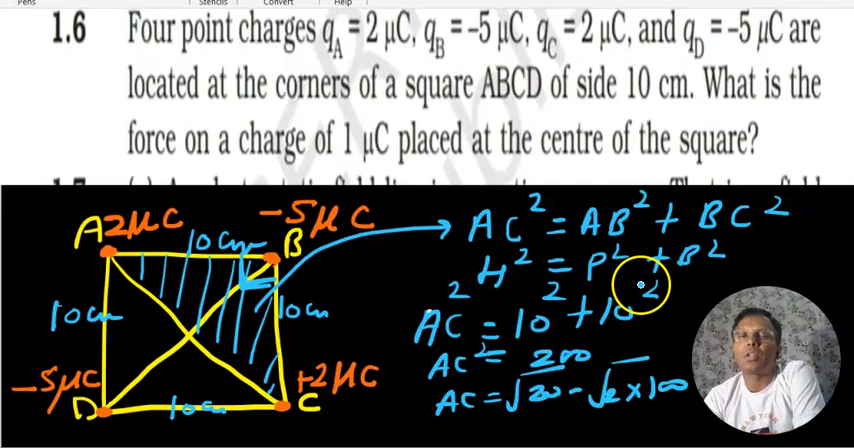 Pens Stencils Convert Help
1.6 Four point charges qA = 2 μC, qB = –5 μC, qC = 2 μC, and qD = –5 μC are
located at the corners of a square ABCD of side 10 cm. What is the
force on a charge of 1 μC placed at the centre of the square?
A 2μC
-5μC
B
10cm
10cm
10cm
-5μC
D
10cm
+2μC
C
AC² = AB² + BC²
H² = P² + B²
AC² = 10² + 10²
AC² = 200
AC = √200 - √2×100